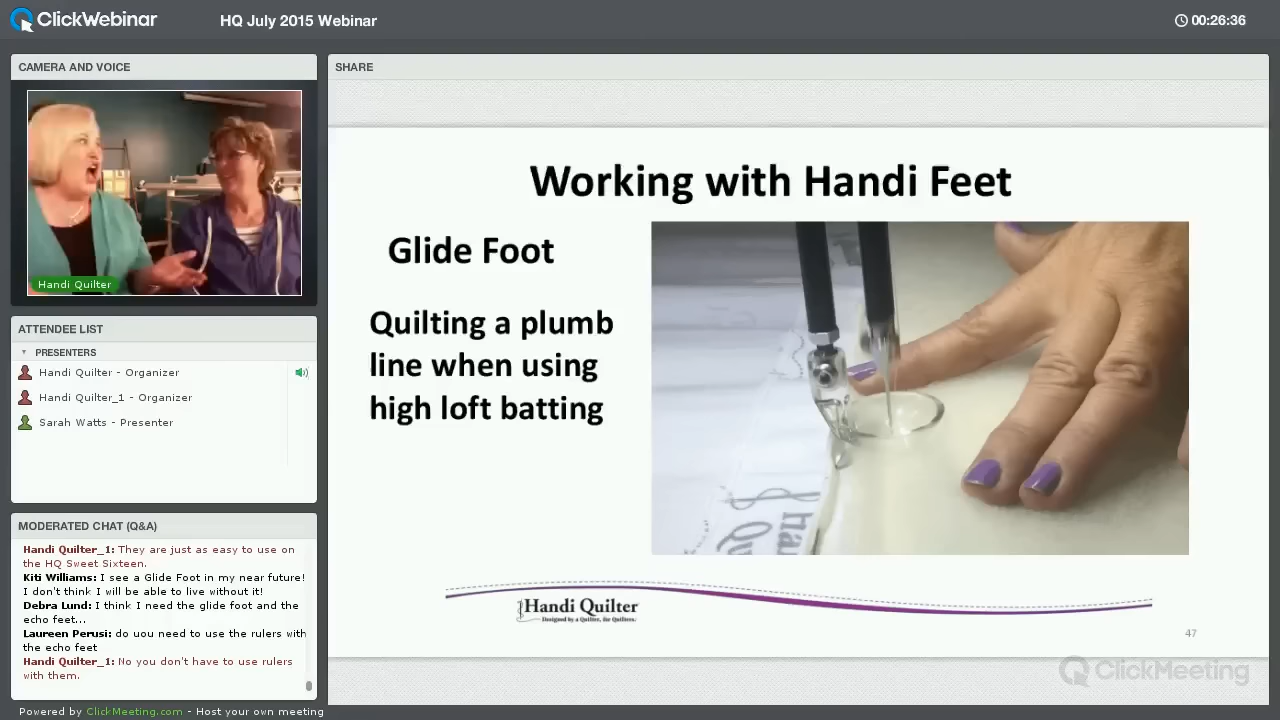 ClickWebinar
HQ July 2015 Webinar
00:26:36
CAMERA AND VOICE
SHARE
Handi Quilter
ATTENDEE LIST
PRESENTERS
Handi Quilter - Organizer
Handi Quilter_1 - Organizer
Sarah Watts - Presenter
MODERATED CHAT (Q&A)
Handi Quilter_1: They are just as easy to use on
the HQ Sweet Sixteen.
Kiti Williams: I see a Glide Foot in my near future!
I don't think I will be able to live without it!
Debra Lund: I think I need the glide foot and the
echo feet...
Laureen Perusi: do you need to use the rulers with
the echo feet
Handi Quilter_1: No you don't have to use rulers
with them.
Working with Handi Feet
Glide Foot
Quilting a plumb
line when using
high loft batting
Handi Quilter
Designed by a Quilter, for Quilters.
47
ClickMeeting
Powered by ClickMeeting.com - Host your own meeting